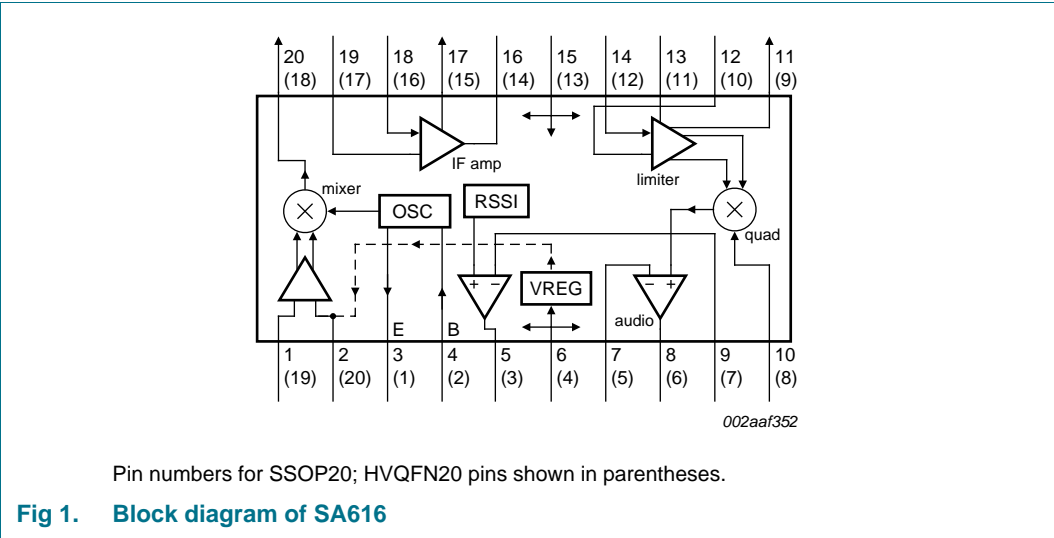 20 19 18 17 16 15 14 13 12 11
(18) (17) (16) (15) (14) (13) (12) (11) (10) (9)
IF amp
limiter
mixer
OSC
RSSI
quad
+ −
VREG
− +
audio
E B
1 2 3 4 5 6 7 8 9 10
(19) (20) (1) (2) (3) (4) (5) (6) (7) (8)
002aaf352
Pin numbers for SSOP20; HVQFN20 pins shown in parentheses.
Fig 1. Block diagram of SA616